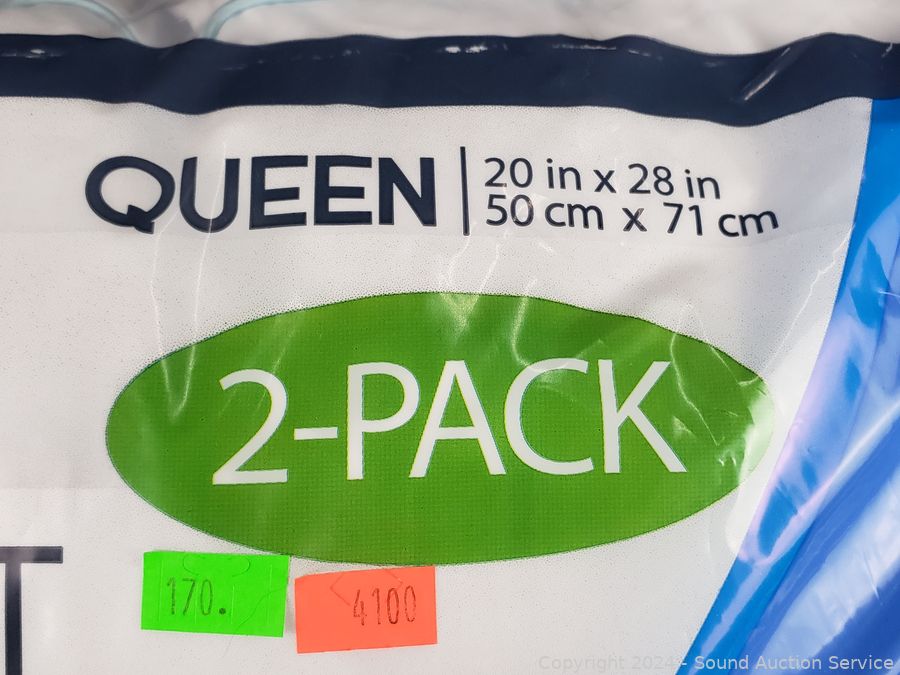 QUEEN
20 in x 28 in
50 cm x 71 cm
2-PACK
T
170.
4100
Copyright 2024 - Sound Auction Service